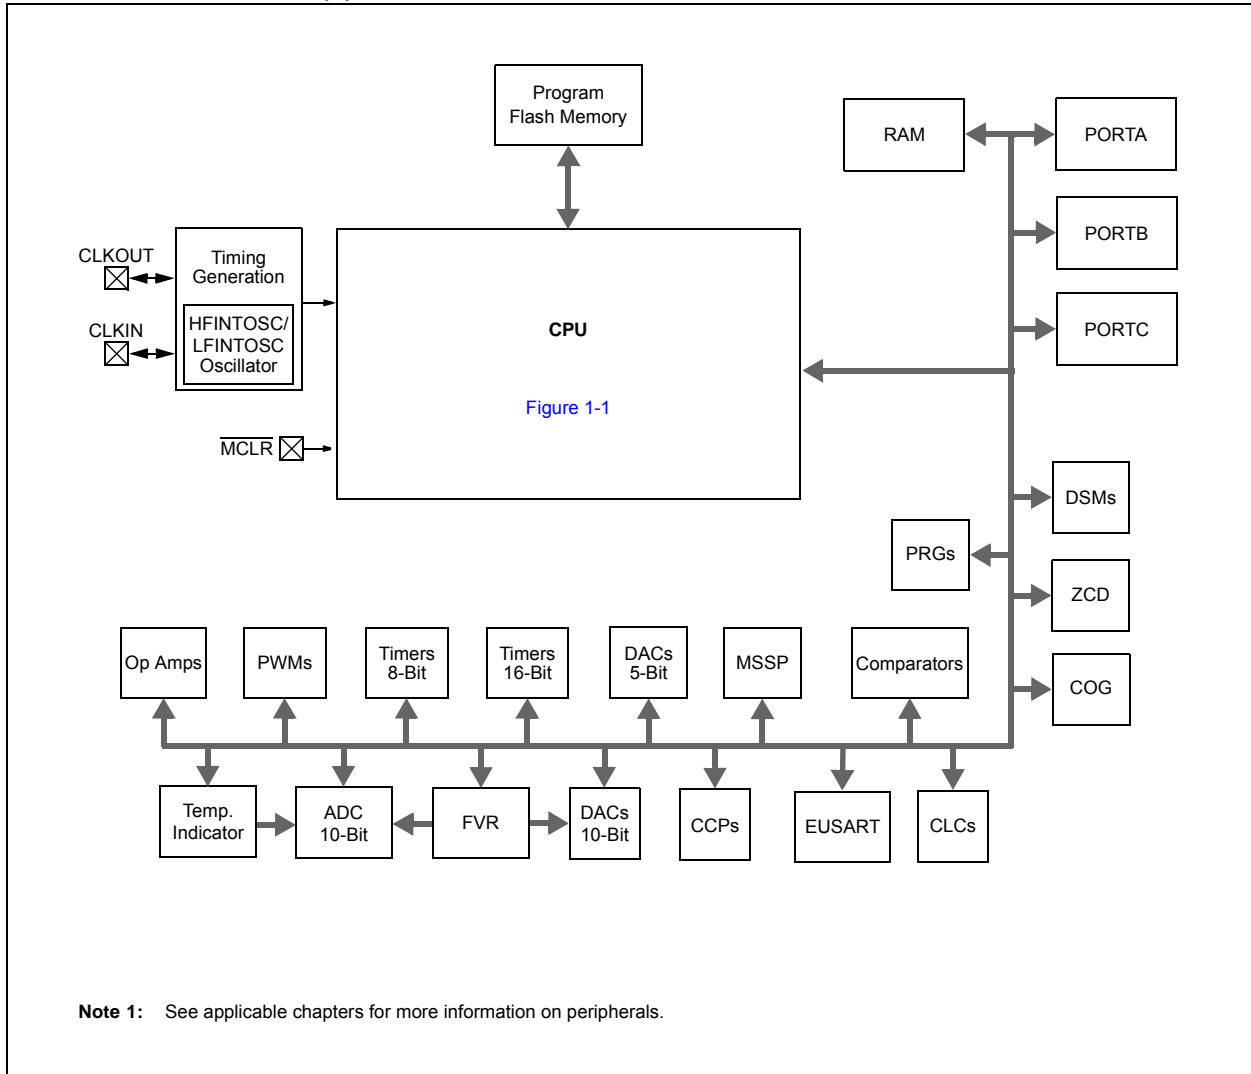 Program
Flash Memory
RAM
PORTA
PORTB
PORTC
CLKOUT
CLKIN
Timing
Generation
HFINTOSC/
LFINTOSC
Oscillator
MCLR
CPU
Figure 1-1
DSMs
PRGs
ZCD
COG
Op Amps
PWMs
Timers
8-Bit
Timers
16-Bit
DACs
5-Bit
MSSP
Comparators
Temp.
Indicator
ADC
10-Bit
FVR
DACs
10-Bit
CCPs
EUSART
CLCs
Note 1: See applicable chapters for more information on peripherals.